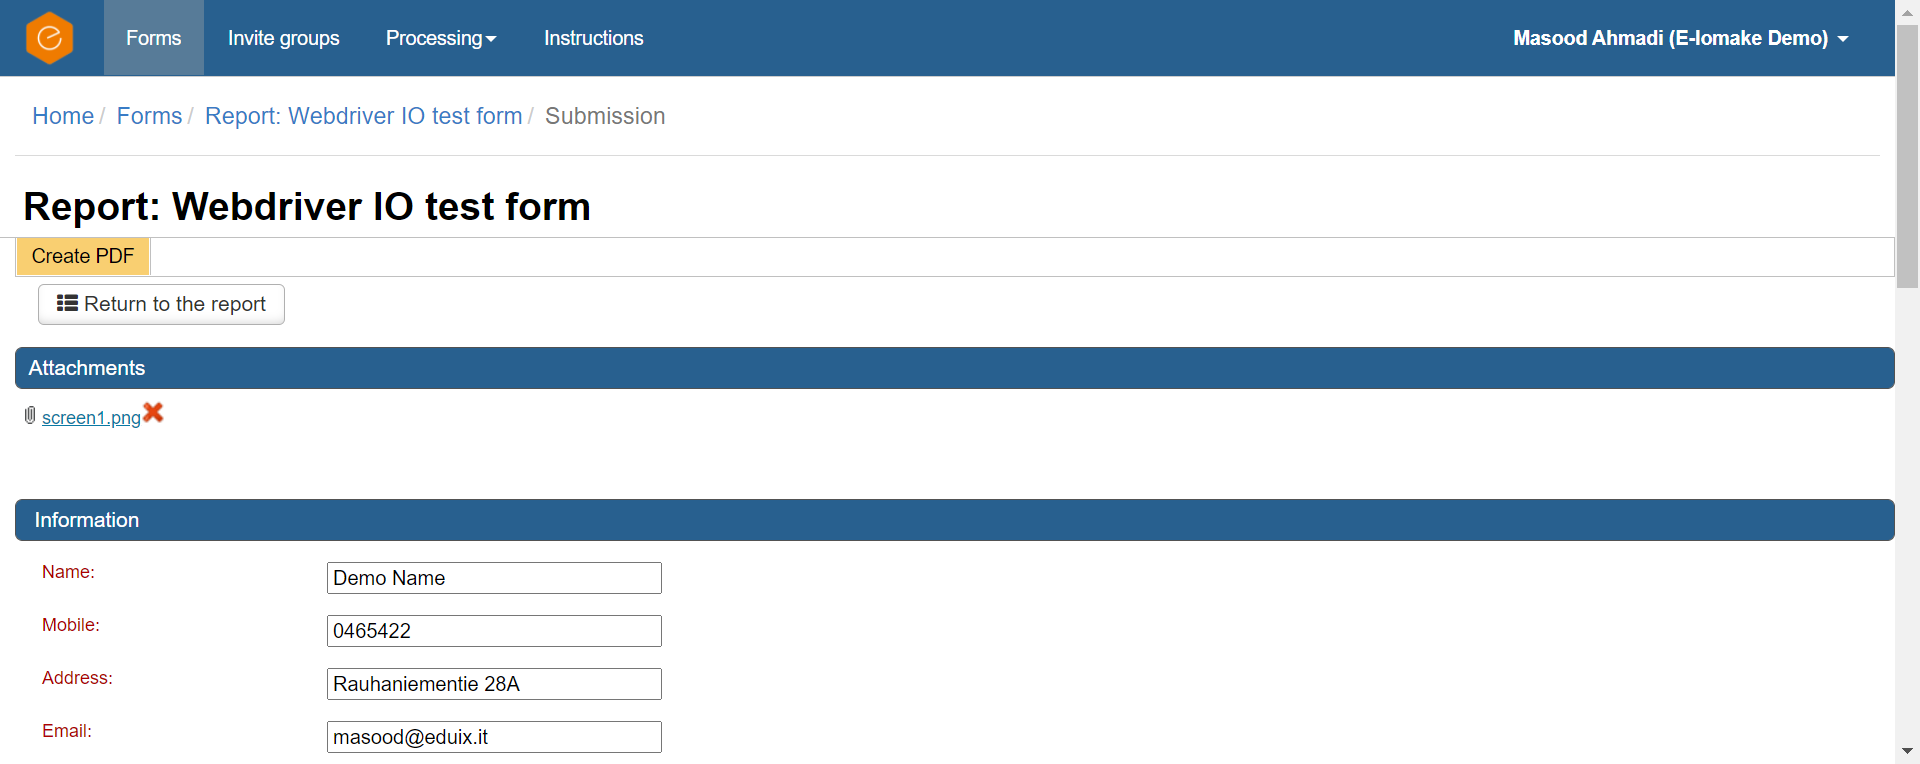 Forms Invite groups Processing Instructions Masood Ahmadi (E-lomake Demo)
Home / Forms / Report: Webdriver IO test form / Submission
Report: Webdriver IO test form
Create PDF
Return to the report
Attachments
screen1.png
Information
Name: Demo Name
Mobile: 0465422
Address: Rauhaniementie 28A
Email: masood@eduix.it